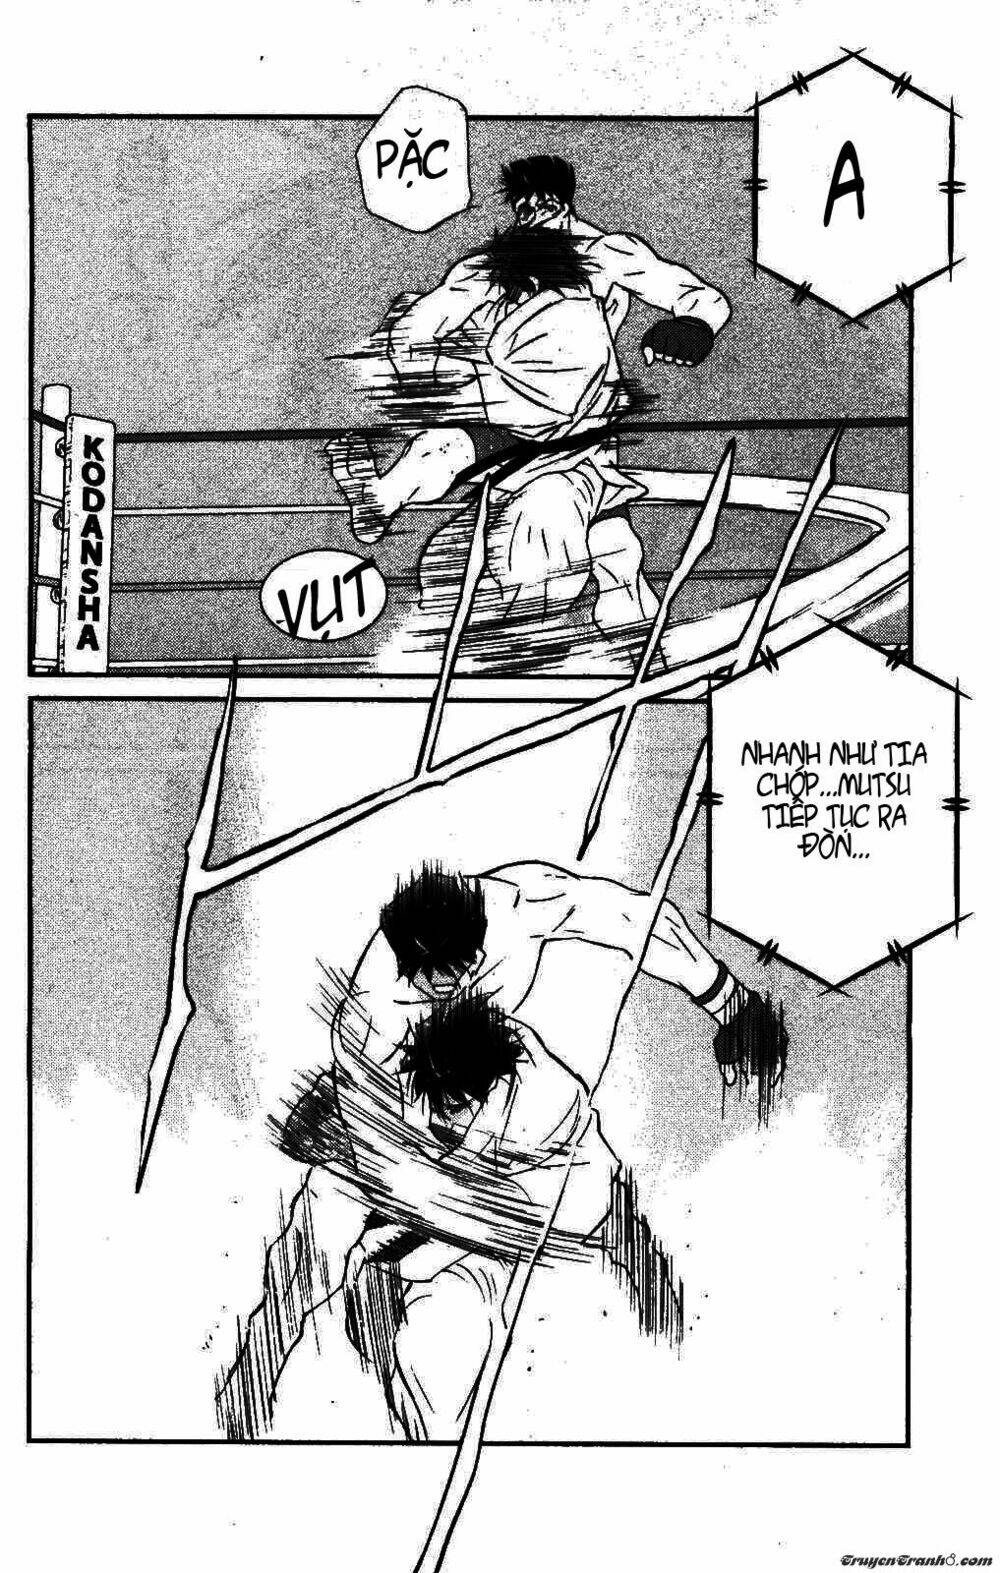 A
PẶC
KODANSHA
VỤT
NHANH NHƯ TIA
CHỚP...MUTSU
TIẾP TỤC RA
ĐÒN...
TruyenTranh8.com